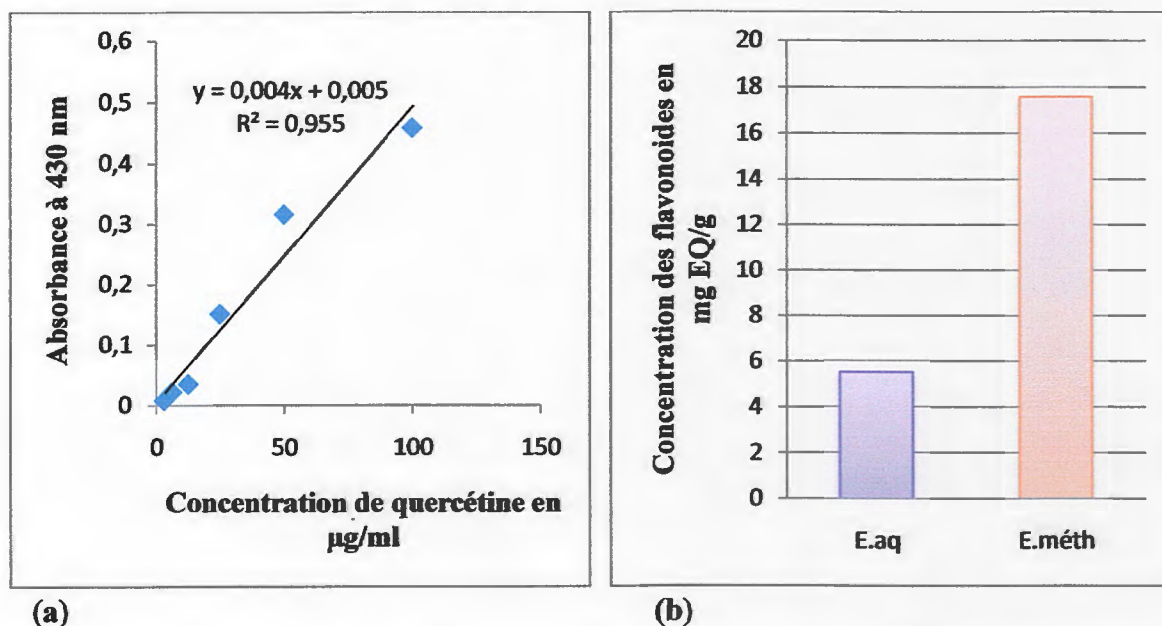 Absorbance à 430 nm
0,6
0,5
0,4
0,3
0,2
0,1
0
y = 0,004x + 0,005
R² = 0,955
0
50
100
150
Concentration de quercétine en
µg/ml
(a)
Concentration des flavonoides en
mg EQ/g
20
18
16
14
12
10
8
6
4
2
0
E.aq
E.méth
(b)